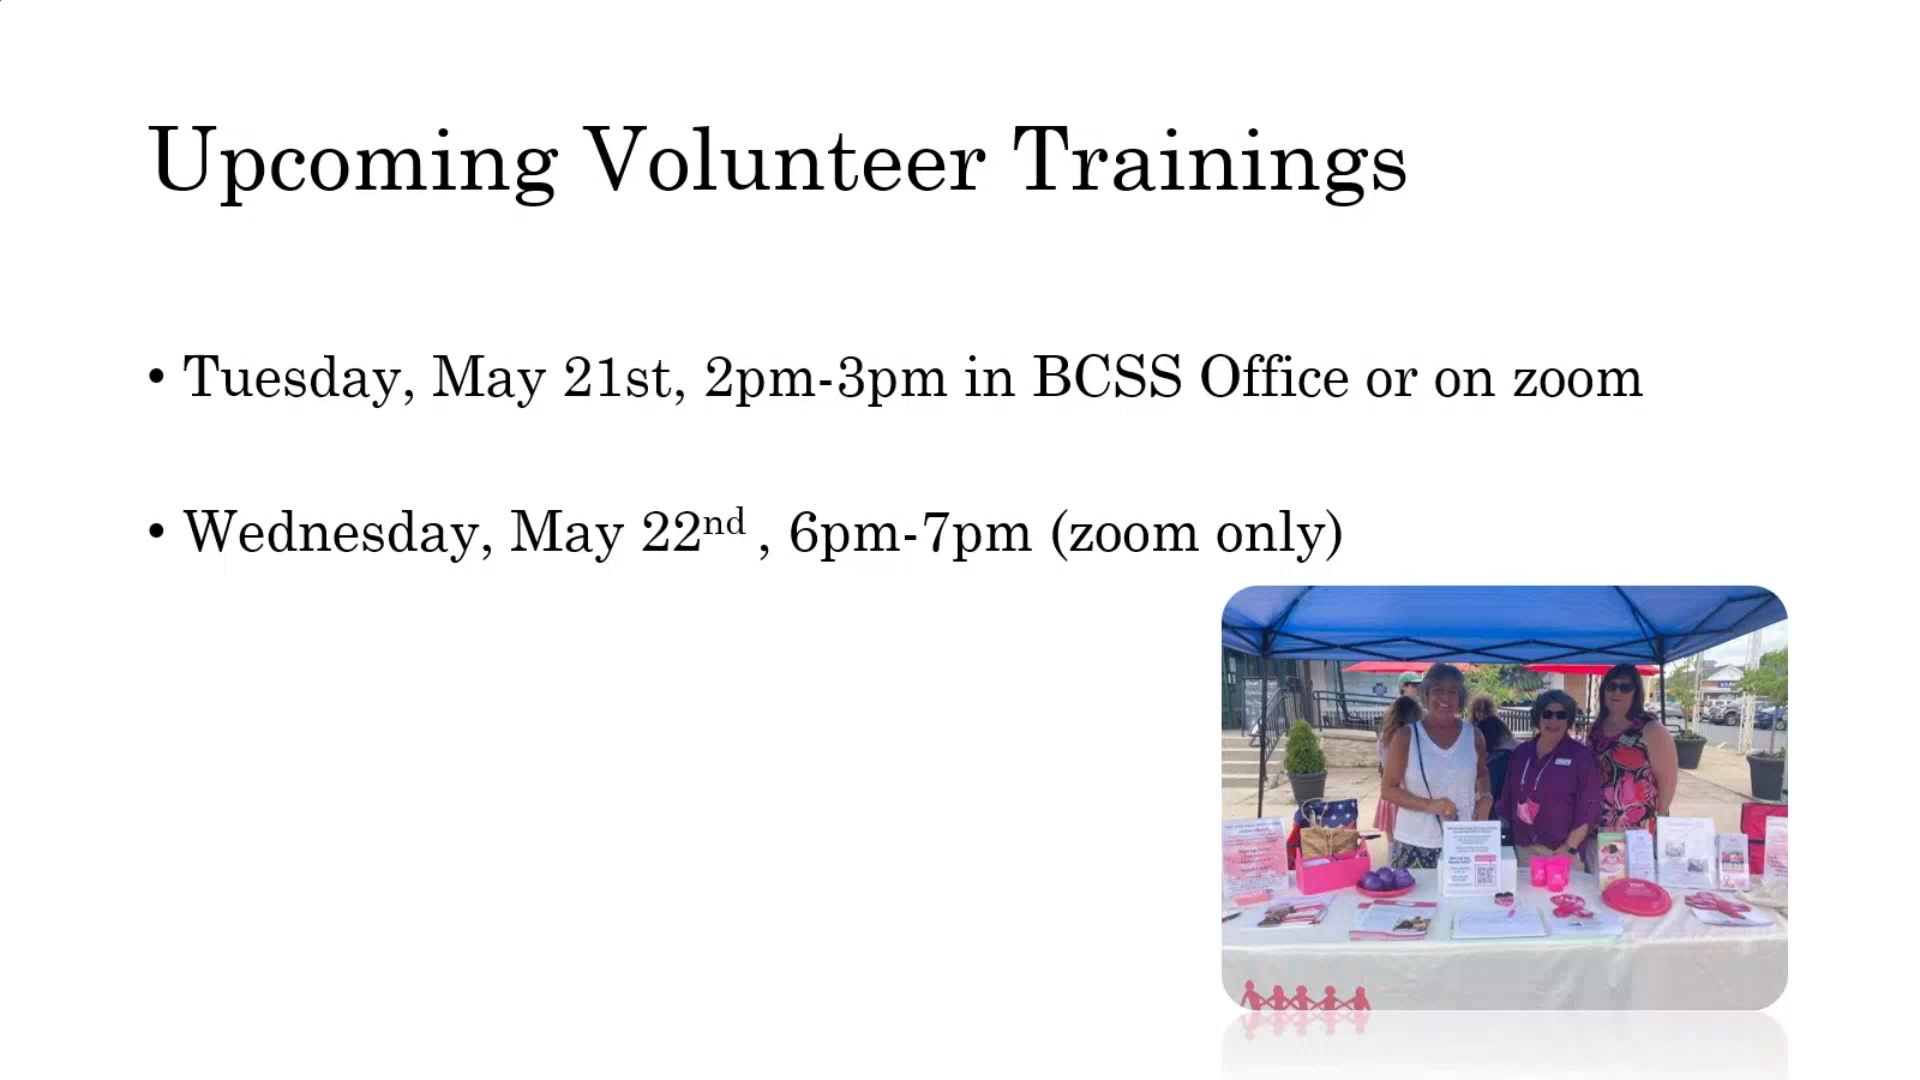 Upcoming Volunteer Trainings
• Tuesday, May 21st, 2pm-3pm in BCSS Office or on zoom
• Wednesday, May 22nd , 6pm-7pm (zoom only)